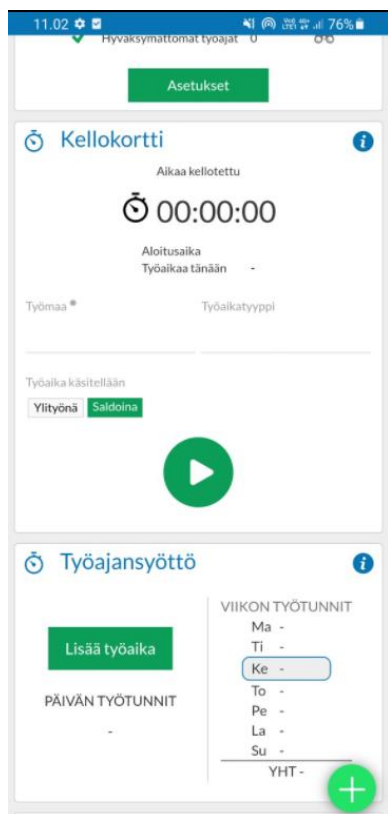 11.02 76%
Hyväksymättömät työajat 0
Asetukset
Kellokortti
Aikaa kellotettu
00:00:00
Aloitusaika
Työaikaa tänään -
Työmaa Työaikatyyppi
Työaika käsitellään
Ylityönä Saldoina
Työajansyöttö
Lisää työaika
PÄIVÄN TYÖTUNNIT
-
VIIKON TYÖTUNNIT
Ma -
Ti -
Ke -
To -
Pe -
La -
Su -
YHT -